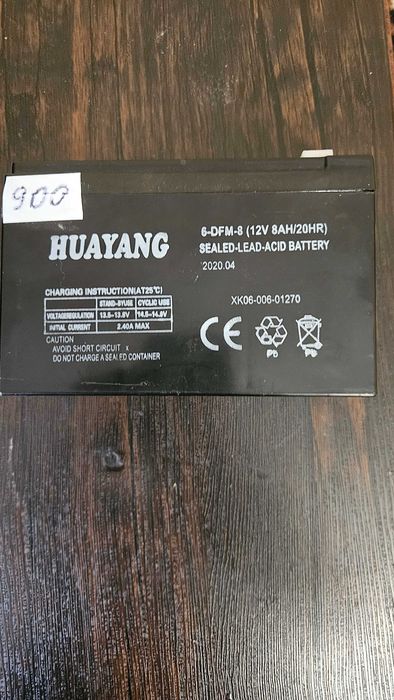 900
HUAYANG
6-DFM-8 (12V 8AH/20HR)
SEALED-LEAD-ACID BATTERY
2020.04
CHARGING INSTRUCTION(AT25℃)
STAND-BYUSE CYCLIC USE
VOLTAGEREGULATION 13.5-13.8V 14.5-14.9V
INITIAL CURRENT 2.40A MAX
CAUTION
AVOID SHORT CIRCUIT x
DO NOT CHARGE A SEALED CONTAINER
XK06-006-01270
CE
Pb Pb